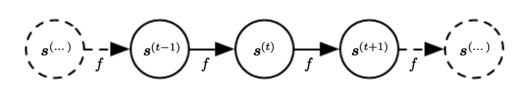 s^(...) s^(t−1) s^(t) s^(t+1) s^(...)
f f f f